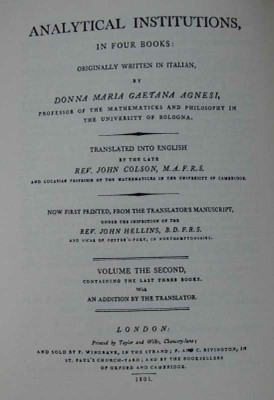 ANALYTICAL INSTITUTIONS,
IN FOUR BOOKS:
ORIGINALLY WRITTEN IN ITALIAN,
BY
DONNA MARIA GAETANA AGNESI,
PROFESSOR OF THE MATHEMATICKS AND PHILOSOPHY IN
THE UNIVERSITY OF BOLOGNA.
TRANSLATED INTO ENGLISH
BY THE LATE
REV. JOHN COLSON, M.A. F.R.S.
AND LUCASIAN PROFESSOR OF THE MATHEMATICKS IN THE UNIVERSITY OF CAMBRIDGE.
NOW FIRST PRINTED, FROM THE TRANSLATOR'S MANUSCRIPT,
UNDER THE INSPECTION OF THE
REV. JOHN HELLINS, B.D. F.R.S.
AND VICAR OF POTTER'S-PURY, IN NORTHAMPTONSHIRE.
VOLUME THE SECOND,
CONTAINING THE LAST THREE BOOKS.
With
AN ADDITION BY THE TRANSLATOR.
LONDON:
Printed by Taylor and Wilks, Chancery-lane;
AND SOLD BY F. WINGRAVE, IN THE STRAND; F. AND C. RIVINGTON, IN
ST. PAUL'S CHURCH-YARD; AND BY THE BOOKSELLERS
OF OXFORD AND CAMBRIDGE.
1801.